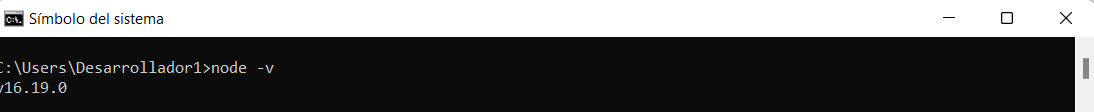 Símbolo del sistema
C:\Users\Desarrollador1>node -v
v16.19.0